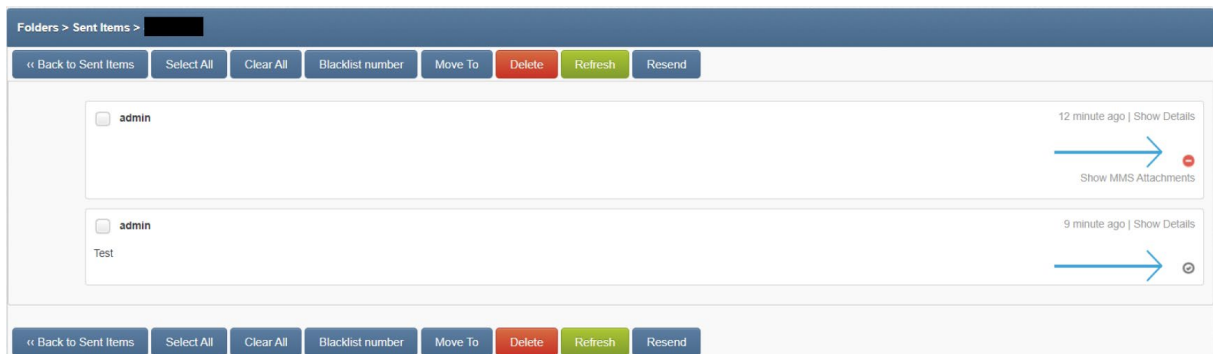 Folders > Sent Items >
‹‹ Back to Sent Items Select All Clear All Blacklist number Move To Delete Refresh Resend
admin 12 minute ago | Show Details
Show MMS Attachments
admin 9 minute ago | Show Details
Test
‹‹ Back to Sent Items Select All Clear All Blacklist number Move To Delete Refresh Resend